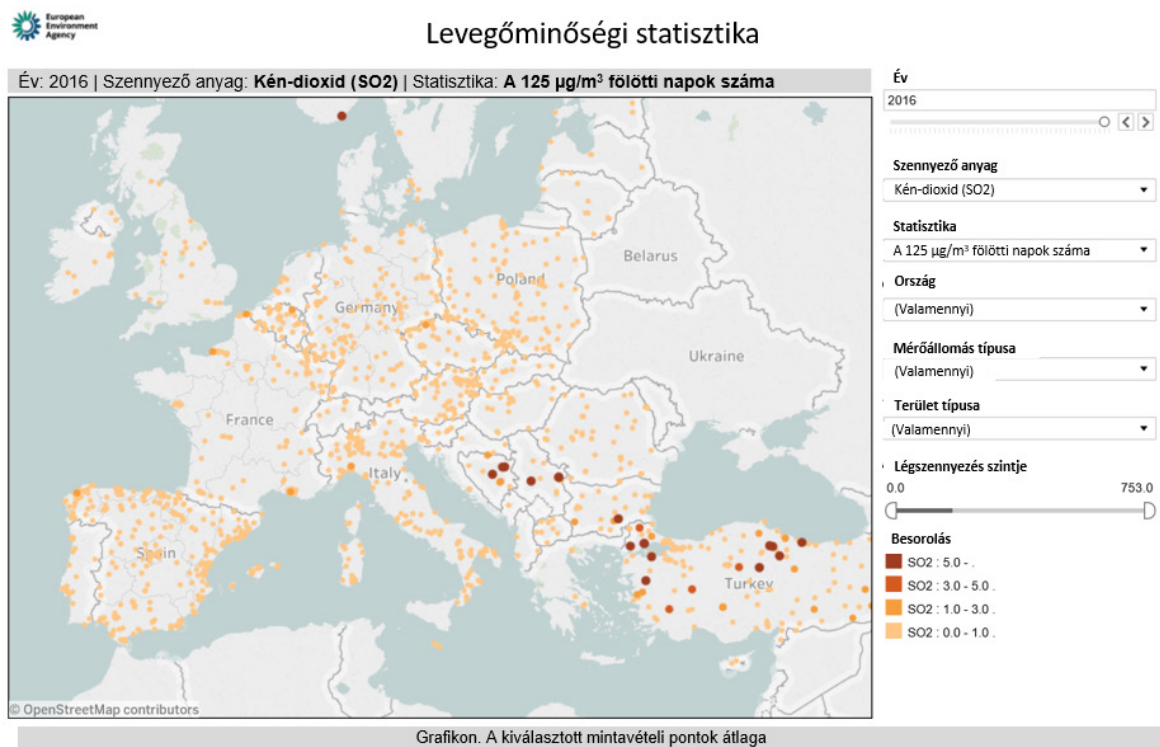 European
Environment
Agency
Levegőminőségi statisztika
Év: 2016 | Szennyező anyag: Kén-dioxid (SO2) | Statisztika: A 125 µg/m³ fölötti napok száma
Év
2016
Szennyező anyag
Kén-dioxid (SO2)
Statisztika
A 125 µg/m³ fölötti napok száma
Ország
(Valamennyi)
Mérőállomás típusa
(Valamennyi)
Terület típusa
(Valamennyi)
Légszennyezés szintje
0.0 753.0
Besorolás
SO2 : 5.0 - .
SO2 : 3.0 - 5.0 .
SO2 : 1.0 - 3.0 .
SO2 : 0.0 - 1.0 .
Belarus
Poland
Germany
Ukraine
France
Italy
Spain
Turkey
© OpenStreetMap contributors
Grafikon. A kiválasztott mintavételi pontok átlaga